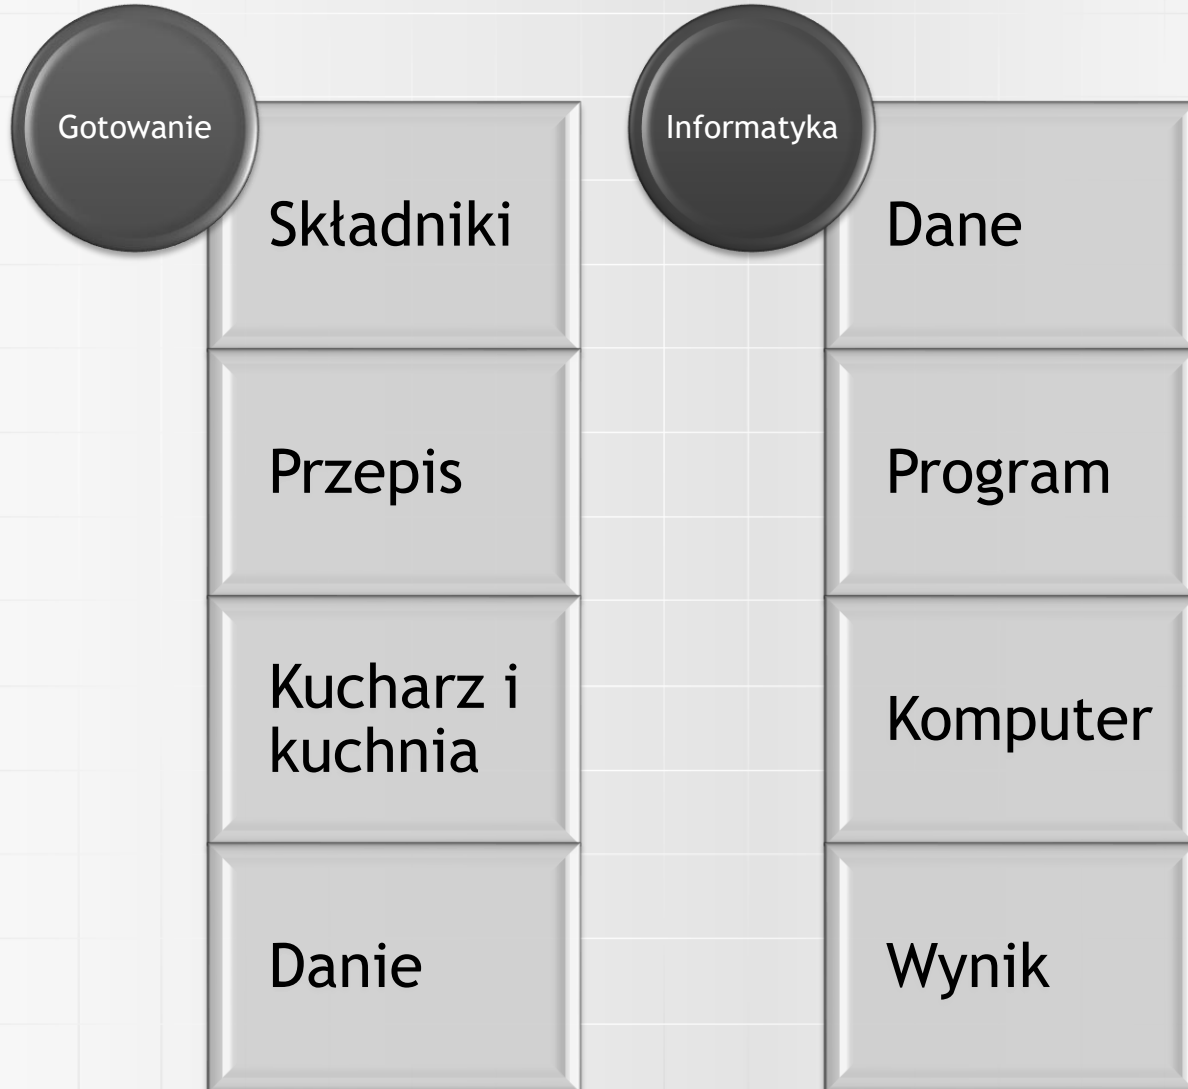 Gotowanie
Składniki
Przepis
Kucharz i
kuchnia
Danie
Informatyka
Dane
Program
Komputer
Wynik